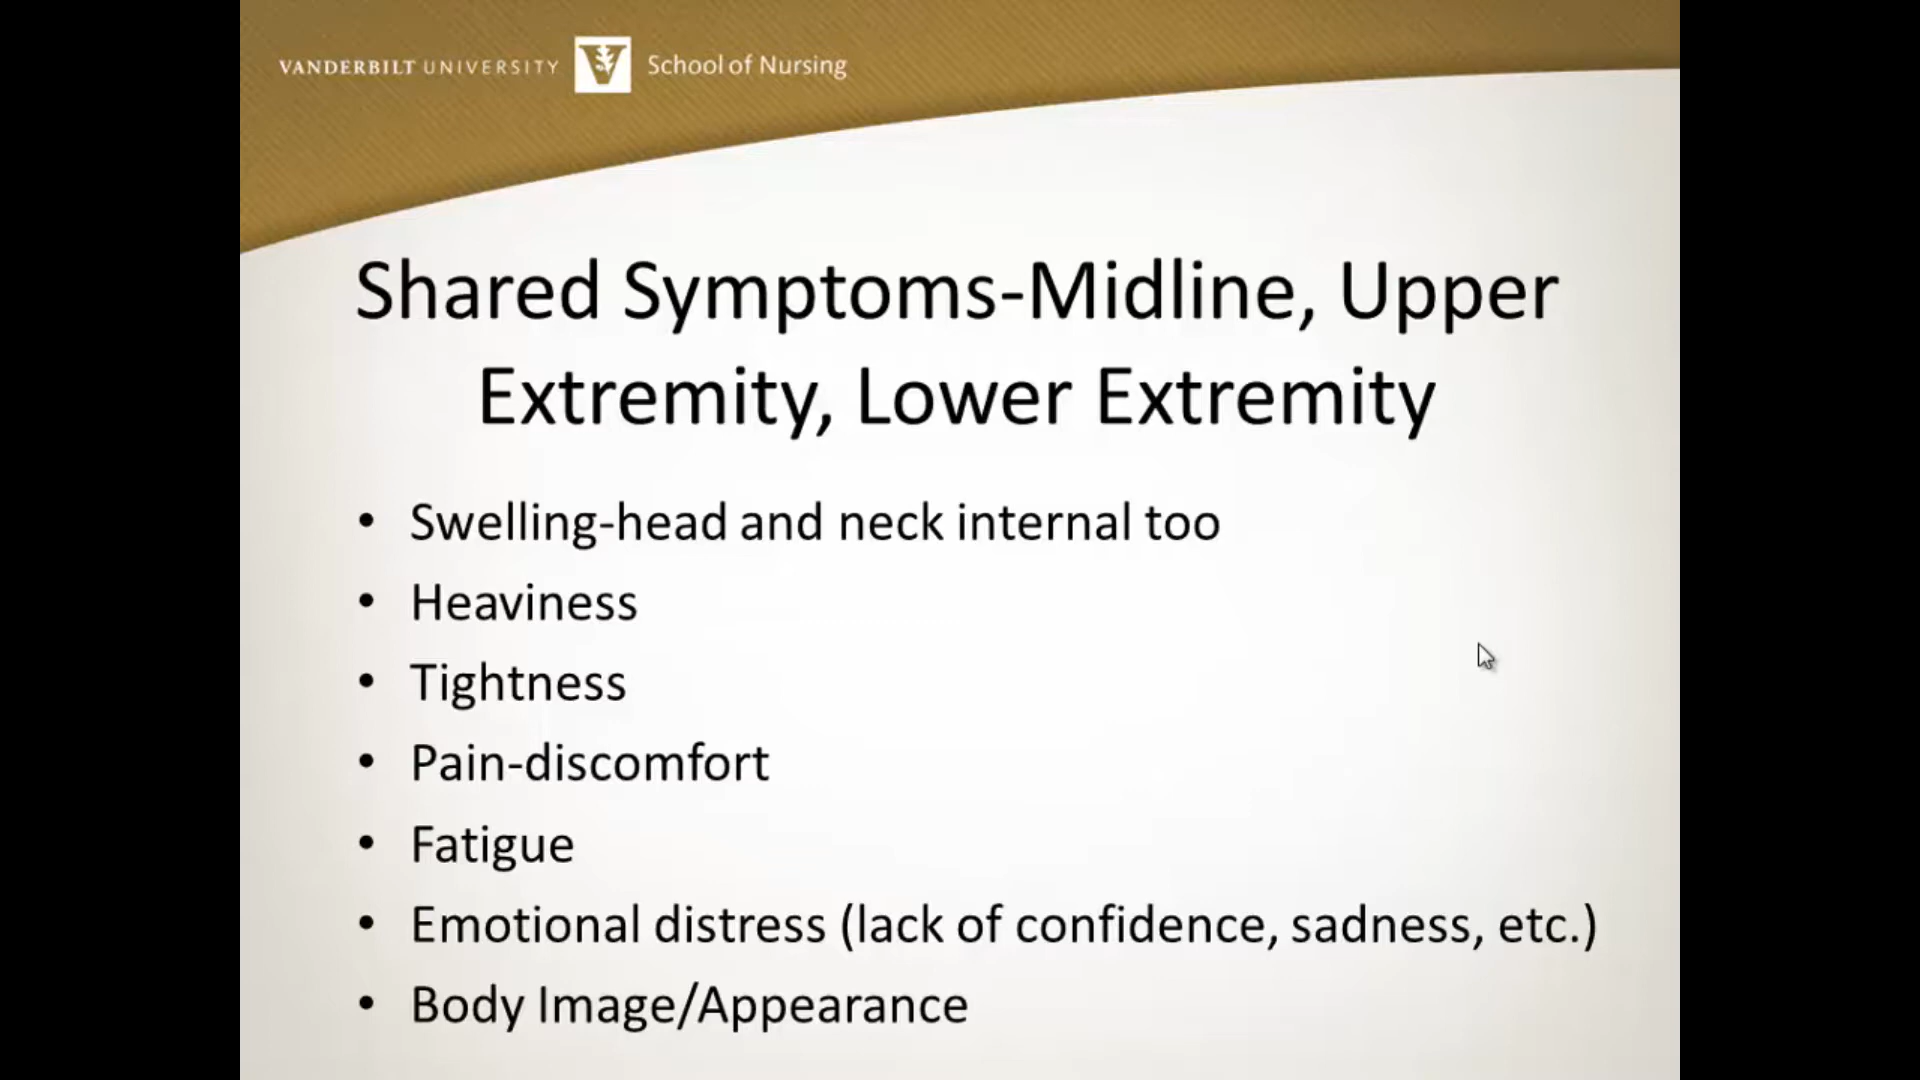 VANDERBILT UNIVERSITY School of Nursing
Shared Symptoms-Midline, Upper
Extremity, Lower Extremity
• Swelling-head and neck internal too
• Heaviness
• Tightness
• Pain-discomfort
• Fatigue
• Emotional distress (lack of confidence, sadness, etc.)
• Body Image/Appearance